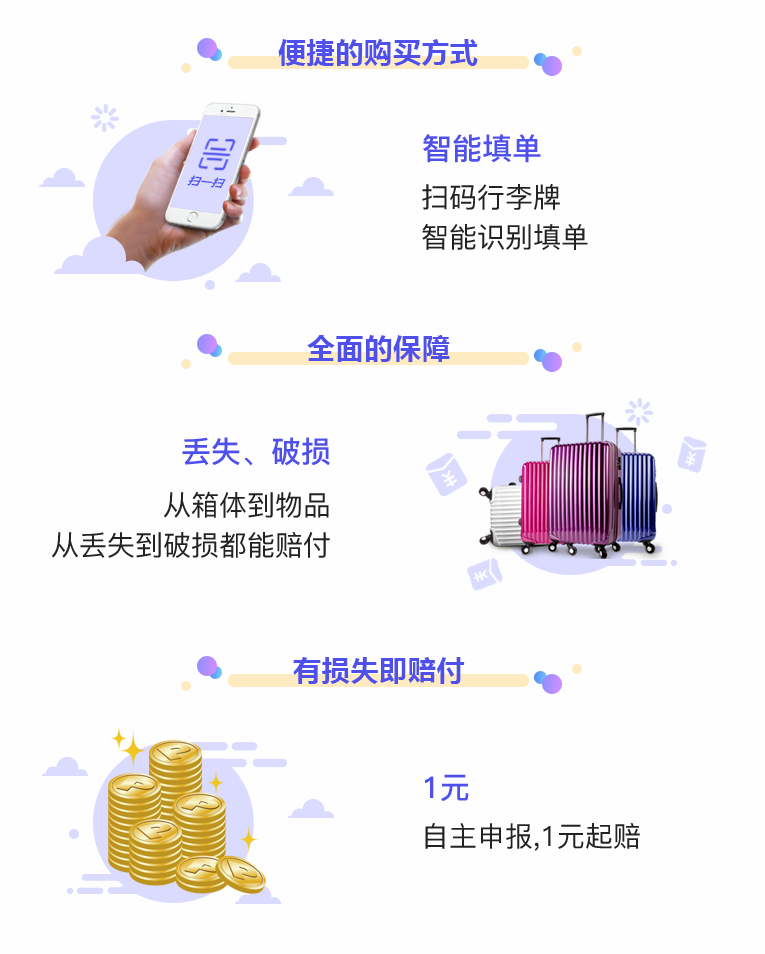 便捷的购买方式
扫一扫
智能填单
扫码行李牌
智能识别填单
全面的保障
丢失、破损
从箱体到物品
从丢失到破损都能赔付
有损失即赔付
1元
自主申报,1元起赔